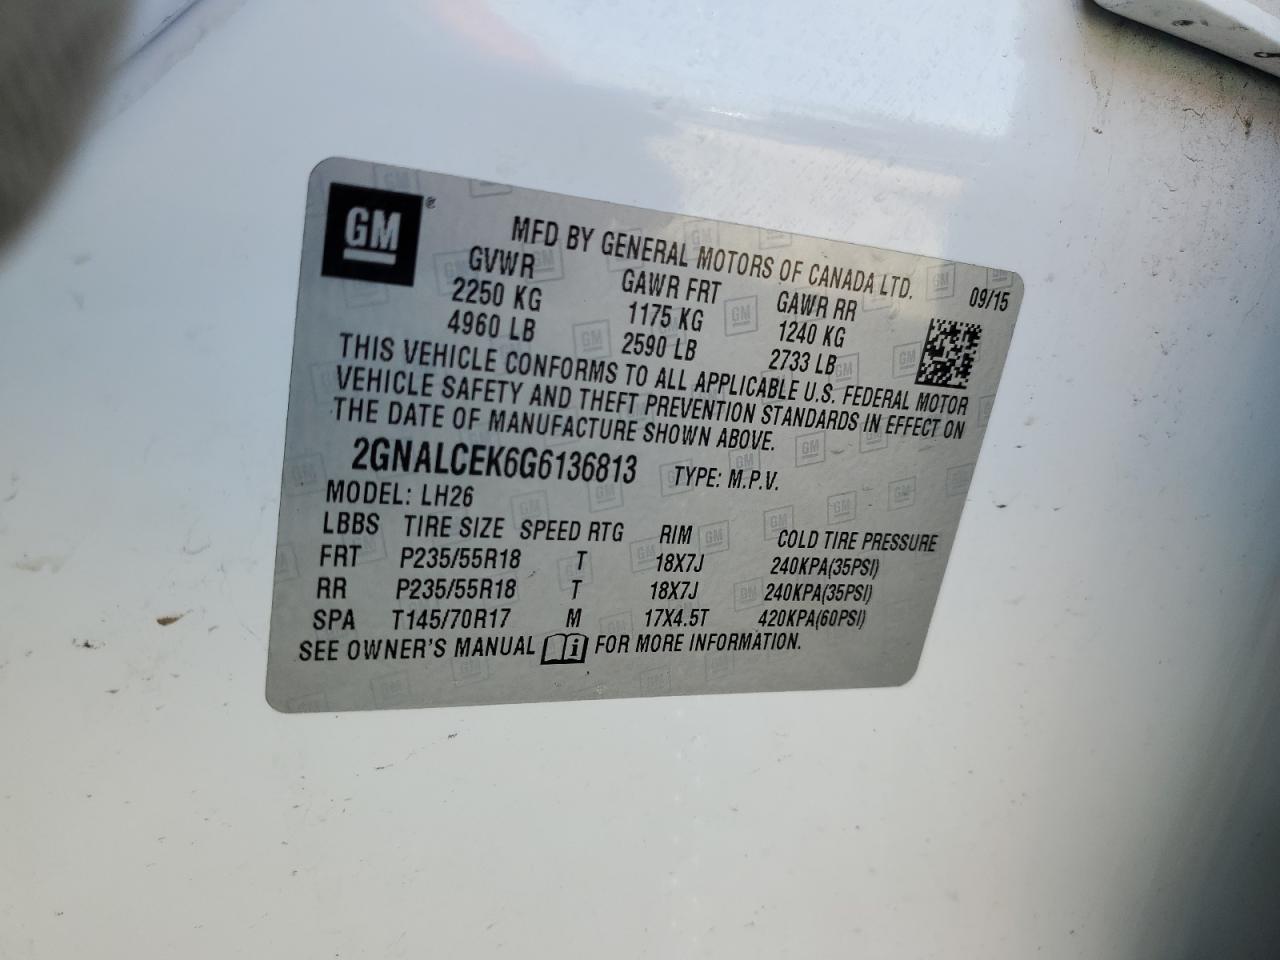 GM®
MFD BY GENERAL MOTORS OF CANADA LTD.
GVWR GAWR FRT GAWR RR 09/15
2250 KG 1175 KG 1240 KG
4960 LB 2590 LB 2733 LB
THIS VEHICLE CONFORMS TO ALL APPLICABLE U.S. FEDERAL MOTOR
VEHICLE SAFETY AND THEFT PREVENTION STANDARDS IN EFFECT ON
THE DATE OF MANUFACTURE SHOWN ABOVE.
2GNALCEK6G6136813 TYPE: M.P.V.
MODEL: LH26
LBBS TIRE SIZE SPEED RTG RIM COLD TIRE PRESSURE
FRT P235/55R18 T 18X7J 240KPA(35PSI)
RR P235/55R18 T 18X7J 240KPA(35PSI)
SPA T145/70R17 M 17X4.5T 420KPA(60PSI)
SEE OWNER'S MANUAL FOR MORE INFORMATION.